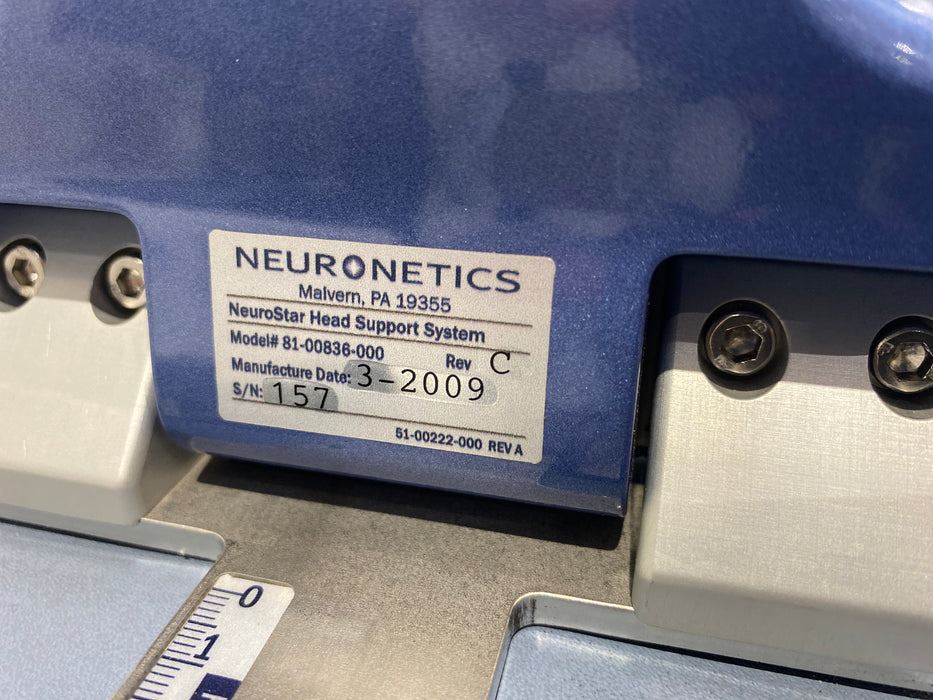 NEURONETICS
Malvern, PA 19355
NeuroStar Head Support System
Model# 81-00836-000 Rev C
Manufacture Date: 3-2009
S/N: 157
51-00222-000 REV A
0
1